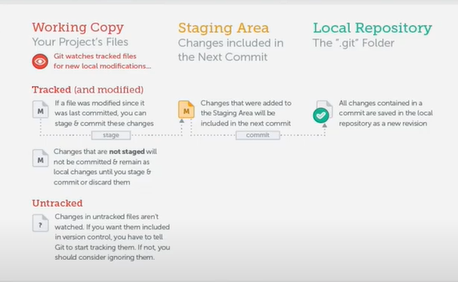 Working Copy
Your Project's Files
Git watches tracked files
for new local modifications...
Tracked (and modified)
M
If a file was modified since it
was last committed, you can
stage & commit these changes
stage
M
Changes that are not staged will
not be committed & remain as
local changes until you stage &
commit or discard them
Untracked
?
Changes in untracked files aren't
watched. If you want them included
in version control, you have to tell
Git to start tracking them. If not, you
should consider ignoring them.
Staging Area
Changes included in
the Next Commit
M
Changes that were added to
the Staging Area will be
included in the next commit
commit
Local Repository
The ".git" Folder
All changes contained in a
commit are saved in the local
repository as a new revision